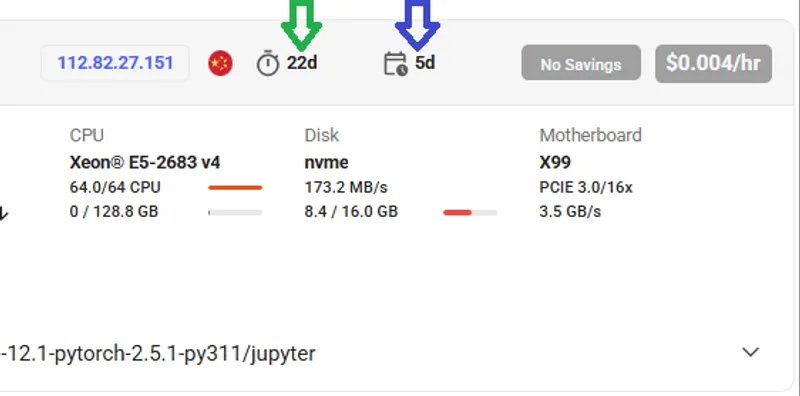 112.82.27.151 22d 5d No Savings $0.004/hr
CPU Disk Motherboard
Xeon® E5-2683 v4 nvme X99
64.0/64 CPU 173.2 MB/s PCIE 3.0/16x
0 / 128.8 GB 8.4 / 16.0 GB 3.5 GB/s
-12.1-pytorch-2.5.1-py311/jupyter